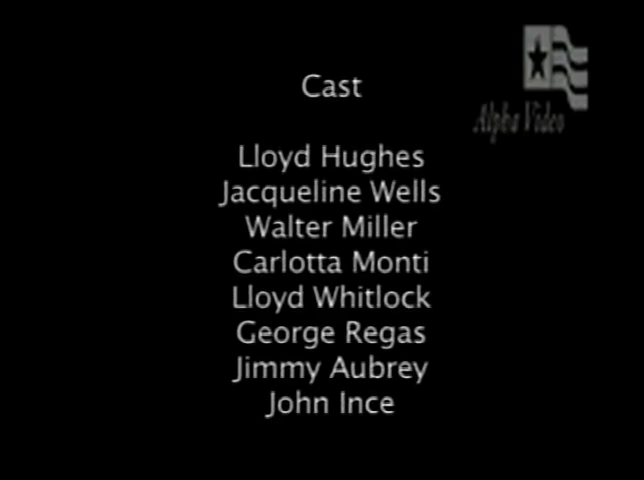 Cast
Alpha Video
Lloyd Hughes
Jacqueline Wells
Walter Miller
Carlotta Monti
Lloyd Whitlock
George Regas
Jimmy Aubrey
John Ince